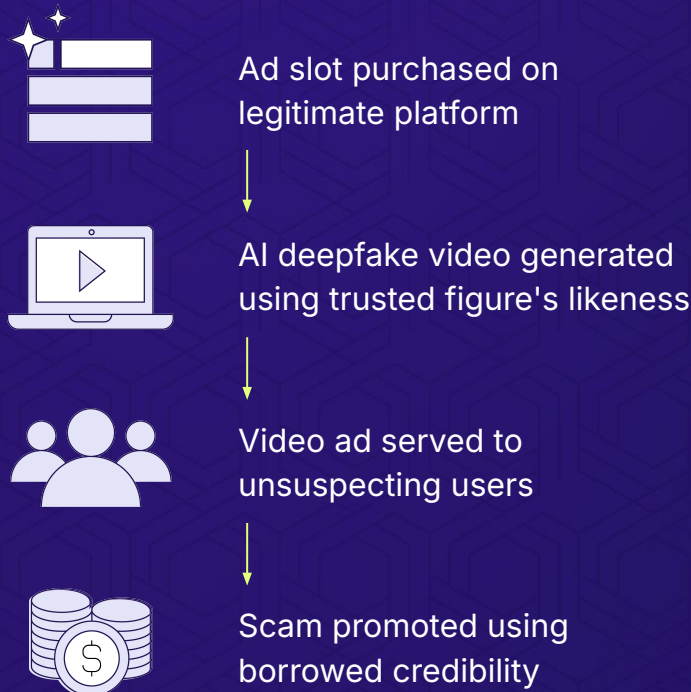 Ad slot purchased on
legitimate platform
AI deepfake video generated
using trusted figure's likeness
Video ad served to
unsuspecting users
Scam promoted using
borrowed credibility
$